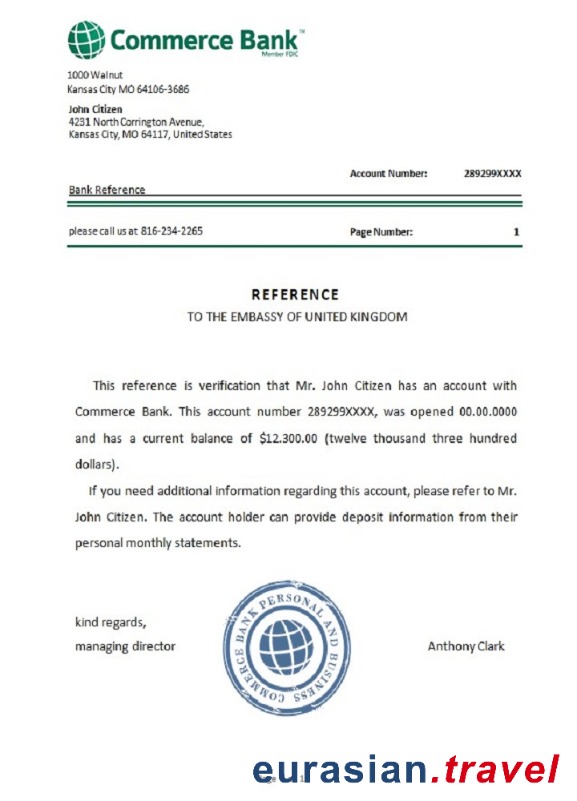 Commerce Bank™
Member FDIC
1000 Walnut
Kansas City MO 64106-3686
John Citizen
4231 North Corrington Avenue,
Kansas City, MO 64117, United States
Account Number: 289299XXXX
Bank Reference
please call us at 816-234-2265 Page Number: 1
REFERENCE
TO THE EMBASSY OF UNITED KINGDOM
This reference is verification that Mr. John Citizen has an account with
Commerce Bank. This account number 289299XXXX, was opened 00.00.0000
and has a current balance of $12.300.00 (twelve thousand three hundred
dollars).
If you need additional information regarding this account, please refer to Mr.
John Citizen. The account holder can provide deposit information from their
personal monthly statements.
COMMERCE BANK PERSONAL AND BUSINESS
kind regards,
managing director Anthony Clark
eurasian.travel